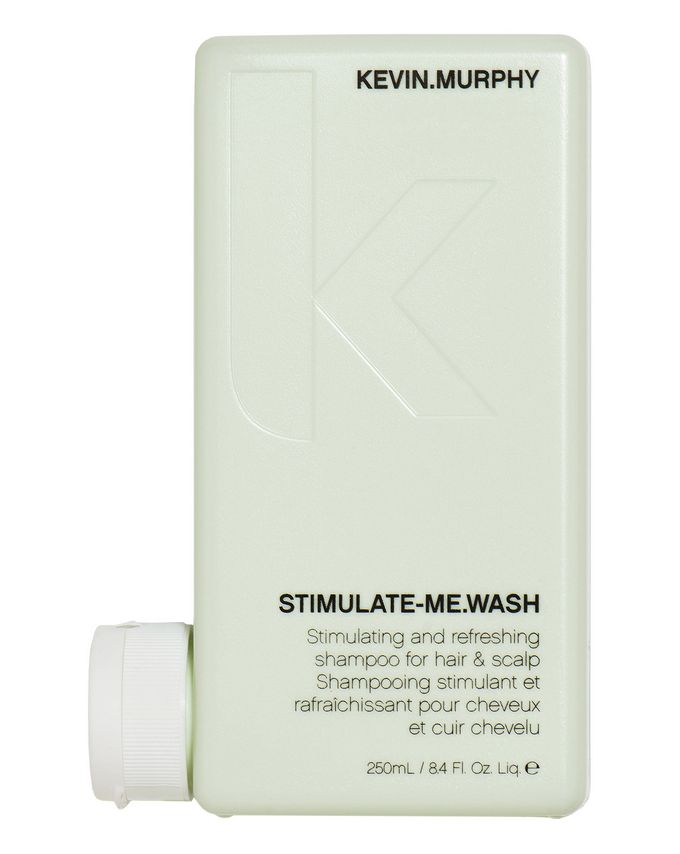 KEVIN.MURPHY
STIMULATE-ME.WASH
Stimulating and refreshing
shampoo for hair & scalp
Shampooing stimulant et
rafraîchissant pour cheveux
et cuir chevelu
250mL / 8.4 Fl. Oz. Liq. ℮